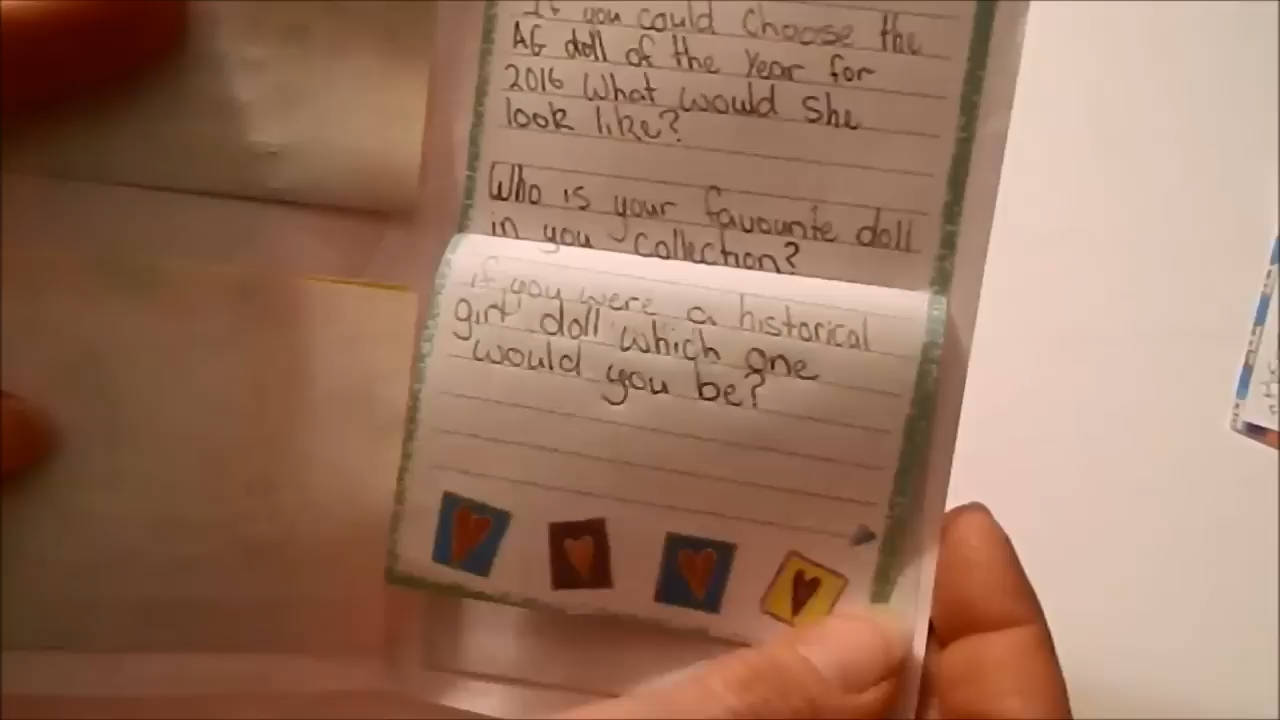 If you could choose the
AG doll of the Year for
2016 What would she
look like?
Who is your favourite doll
in you collection?
if you were a historical
girl doll which one
would you be?